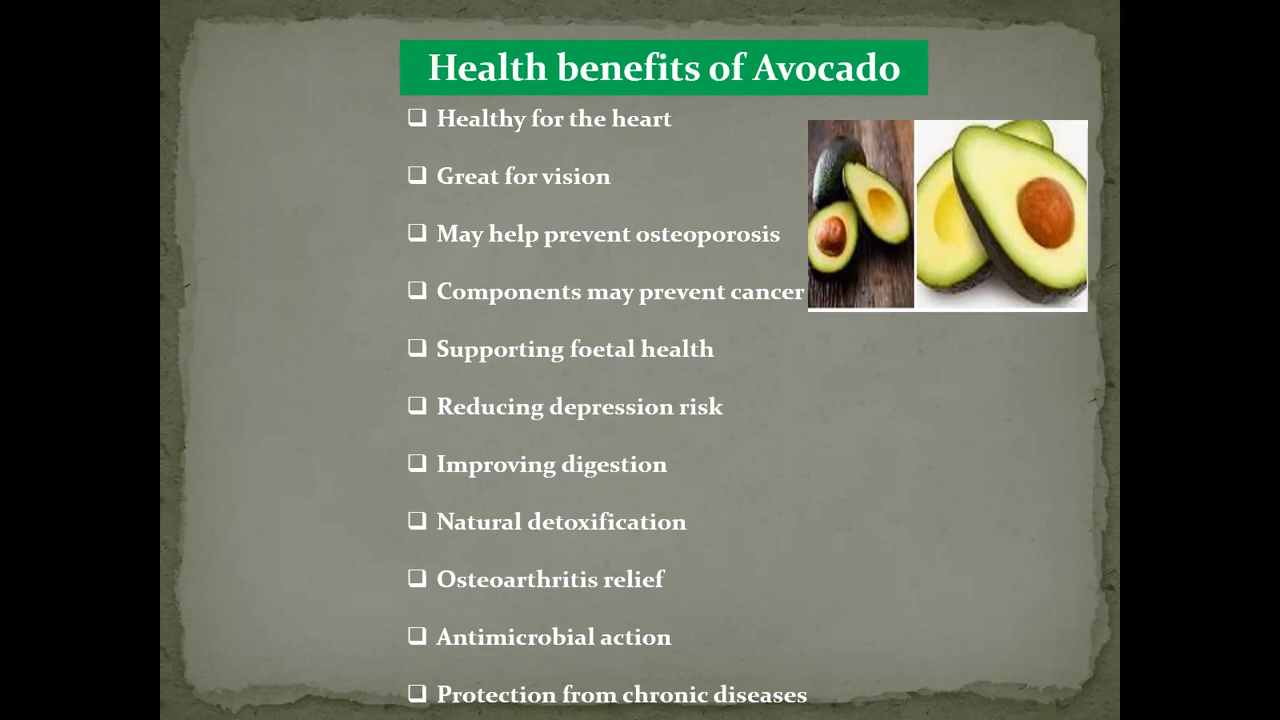 Health benefits of Avocado
❑ Healthy for the heart
❑ Great for vision
❑ May help prevent osteoporosis
❑ Components may prevent cancer
❑ Supporting foetal health
❑ Reducing depression risk
❑ Improving digestion
❑ Natural detoxification
❑ Osteoarthritis relief
❑ Antimicrobial action
❑ Protection from chronic diseases